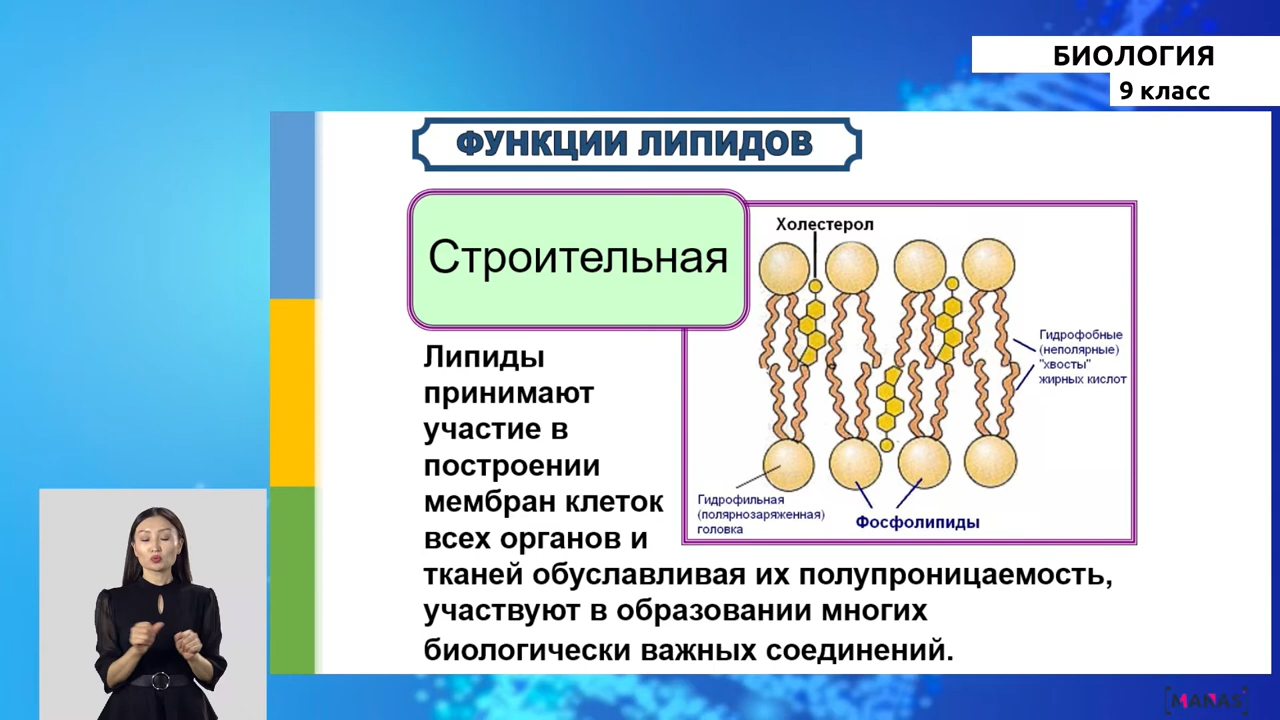 БИОЛОГИЯ
9 класс
ФУНКЦИИ ЛИПИДОВ
Строительная
Холестерол
Гидрофобные
(неполярные)
"хвосты"
жирных кислот
Гидрофильная
(полярнозаряженная)
головка
Фосфолипиды
Липиды
принимают
участие в
построении
мембран клеток
всех органов и
тканей обуславливая их полупроницаемость,
участвуют в образовании многих
биологически важных соединений.
MANAS